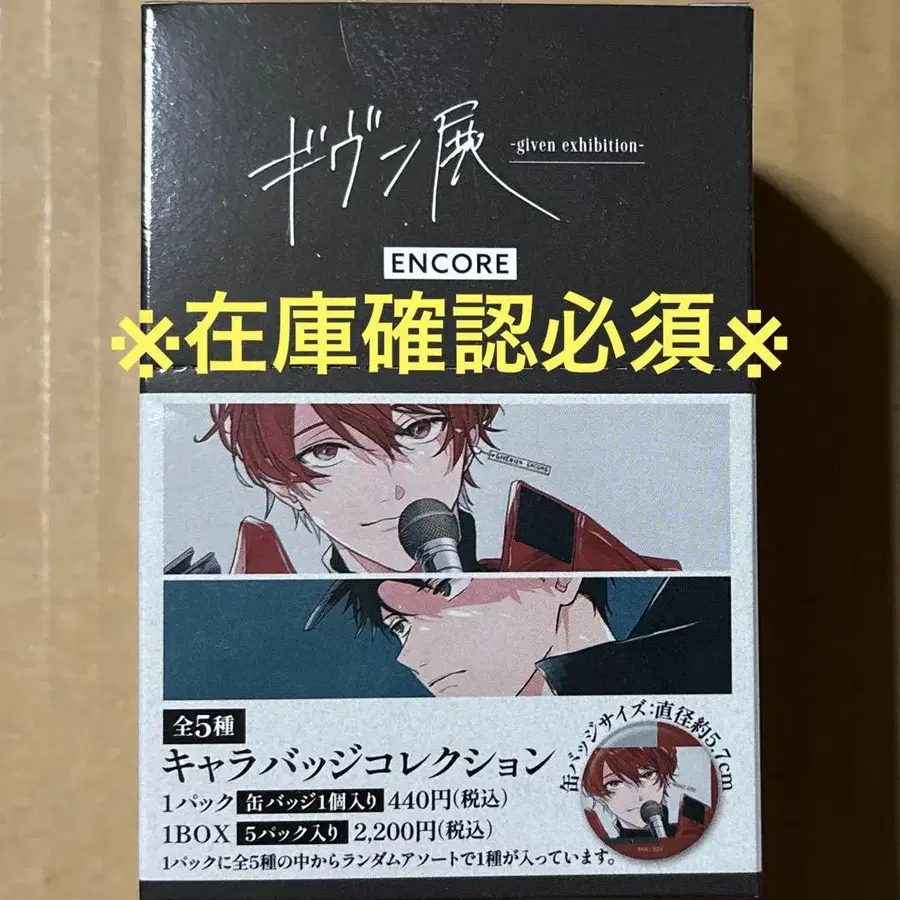 ギヴン展
-given exhibition-
ENCORE
※在庫確認必須※
全5種
キャラバッジコレクション
1パック 缶バッジ1個入り 440円(税込)
1BOX 5パック入り 2,200円(税込)
1パックに全5種の中からランダムアソートで1種が入っています。
缶バッジサイズ:直径約5.7cm